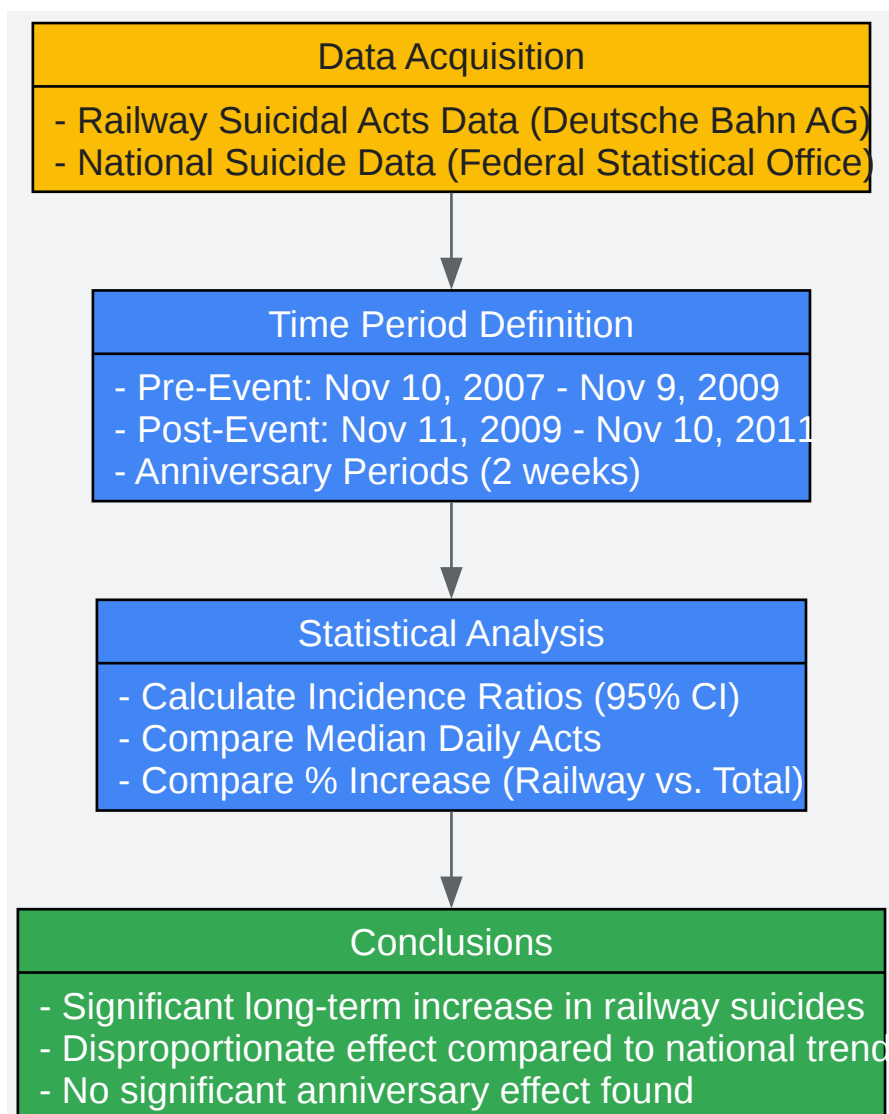 Data Acquisition
- Railway Suicidal Acts Data (Deutsche Bahn AG)
- National Suicide Data (Federal Statistical Office)
Time Period Definition
- Pre-Event: Nov 10, 2007 - Nov 9, 2009
- Post-Event: Nov 11, 2009 - Nov 10, 2011
- Anniversary Periods (2 weeks)
Statistical Analysis
- Calculate Incidence Ratios (95% CI)
- Compare Median Daily Acts
- Compare % Increase (Railway vs. Total)
Conclusions
- Significant long-term increase in railway suicides
- Disproportionate effect compared to national trend
- No significant anniversary effect found